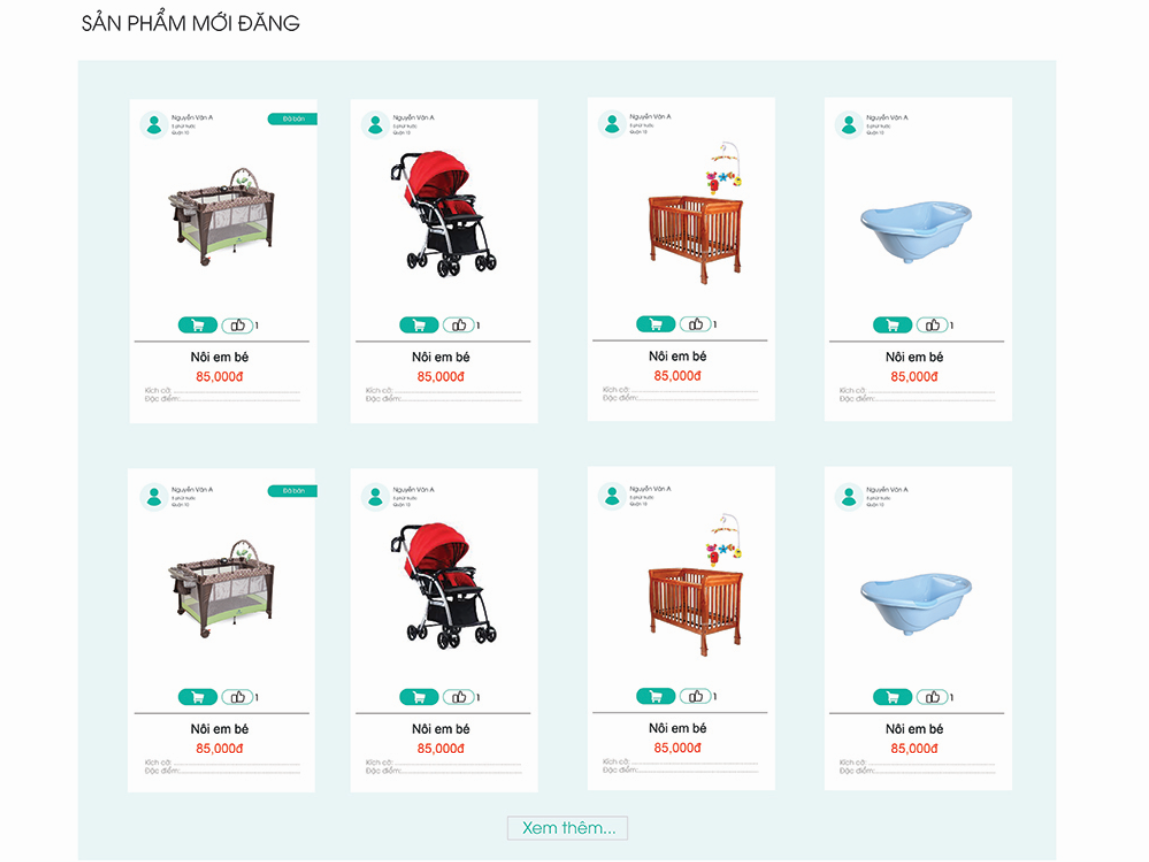 SẢN PHẨM MỚI ĐĂNG
Nguyễn Văn A
5 phút trước
Quận 10
Đã bán
1
Nôi em bé
85,000đ
Kích cỡ:
Đặc điểm:
Nguyễn Văn A
5 phút trước
Quận 10
1
Nôi em bé
85,000đ
Kích cỡ:
Đặc điểm:
Nguyễn Văn A
5 phút trước
Quận 10
1
Nôi em bé
85,000đ
Kích cỡ:
Đặc điểm:
Nguyễn Văn A
5 phút trước
Quận 10
1
Nôi em bé
85,000đ
Kích cỡ:
Đặc điểm:
Nguyễn Văn A
5 phút trước
Quận 10
Đã bán
1
Nôi em bé
85,000đ
Kích cỡ:
Đặc điểm:
Nguyễn Văn A
5 phút trước
Quận 10
1
Nôi em bé
85,000đ
Kích cỡ:
Đặc điểm:
Nguyễn Văn A
5 phút trước
Quận 10
1
Nôi em bé
85,000đ
Kích cỡ:
Đặc điểm:
Nguyễn Văn A
5 phút trước
Quận 10
1
Nôi em bé
85,000đ
Kích cỡ:
Đặc điểm:
Xem thêm...